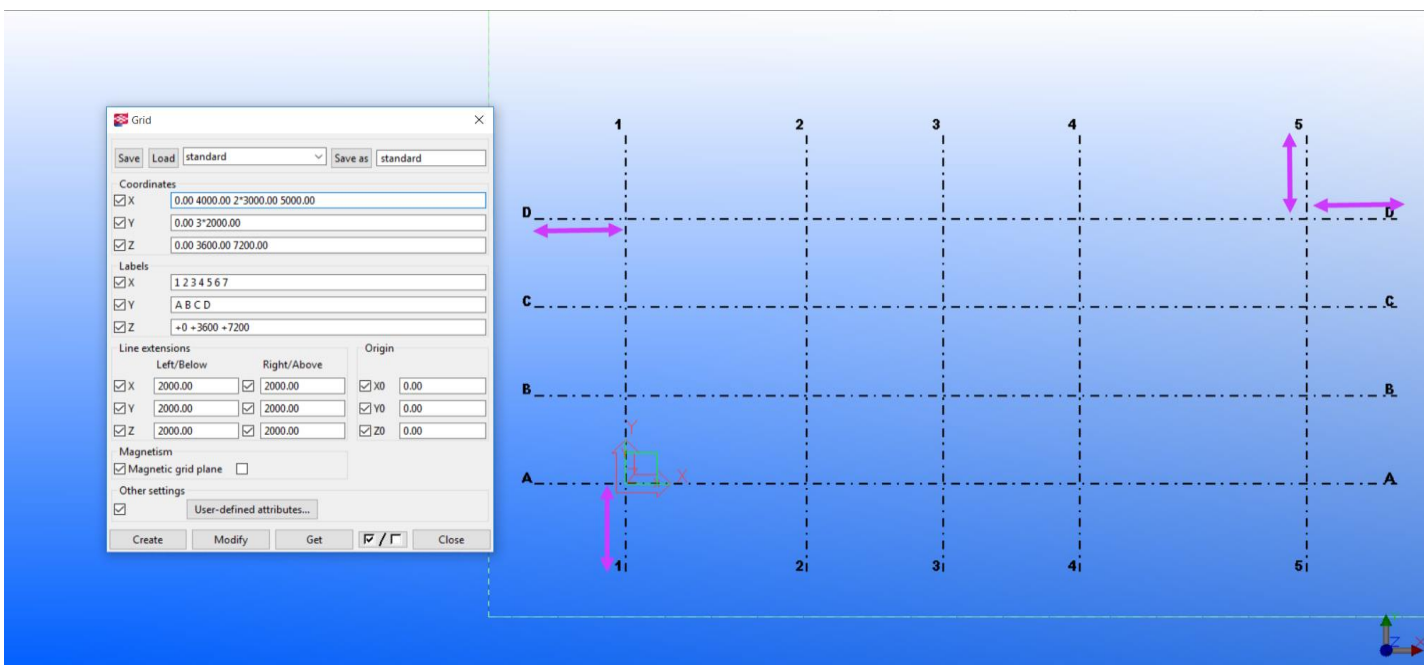 Grid
Save Load standard Save as standard
Coordinates
X 0.00 4000.00 2*3000.00 5000.00
Y 0.00 3*2000.00
Z 0.00 3600.00 7200.00
Labels
X 1 2 3 4 5 6 7
Y A B C D
Z +0 +3600 +7200
Line extensions Origin
Left/Below Right/Above
X 2000.00 2000.00 X0 0.00
Y 2000.00 2000.00 Y0 0.00
Z 2000.00 2000.00 Z0 0.00
Magnetism
Magnetic grid plane
Other settings
User-defined attributes...
Create Modify Get / Close
1 2 3 4 5
D D
C C
B B
Y
A X A
1 2 3 4 5
Z X